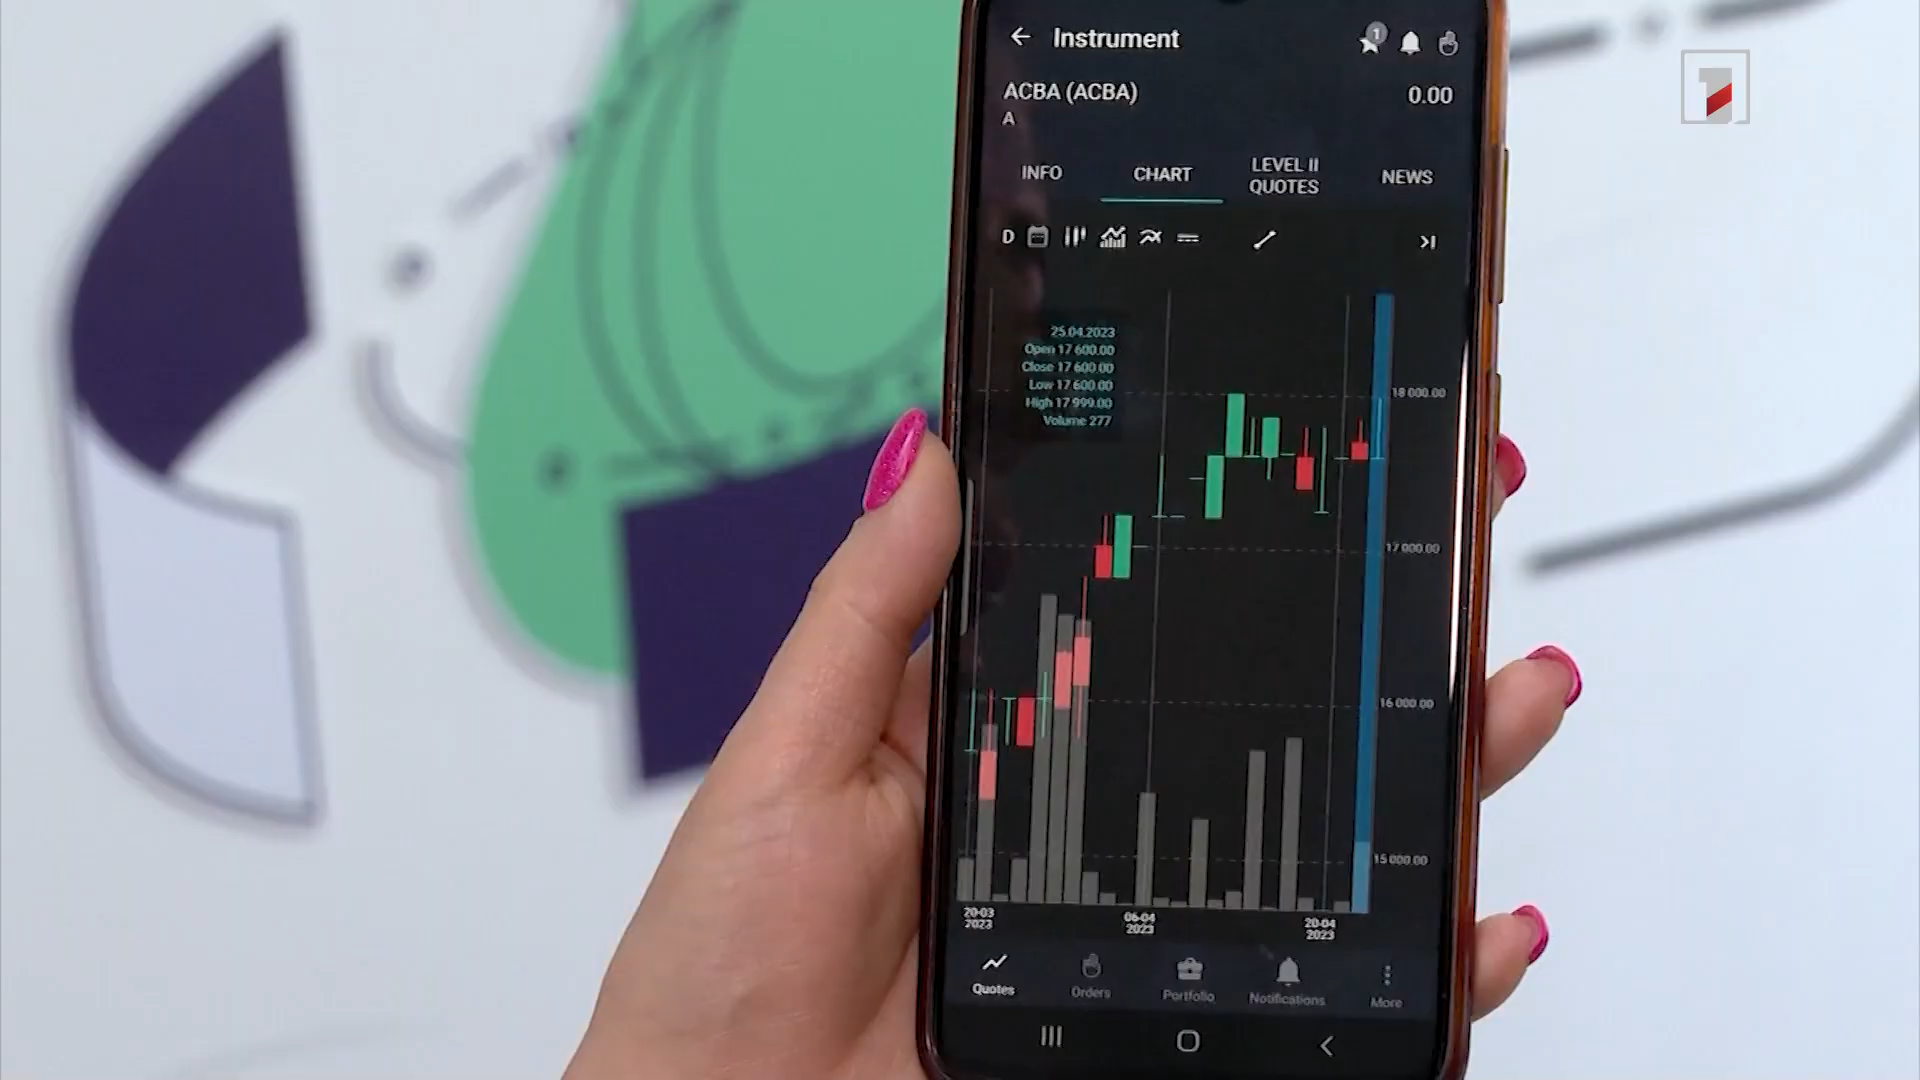 Instrument
1
ACBA (ACBA)
0.00
A
INFO
CHART
LEVEL II
QUOTES
NEWS
D
25.04.2023
Open 17 600.00
Close 17 600.00
Low 17 600.00
High 17 999.00
Volume 277
18 000.00
17 000.00
16 000.00
15 000.00
20-03
2023
06-04
2023
20-04
2023
Quotes
Orders
Portfolio
Notifications
More
1